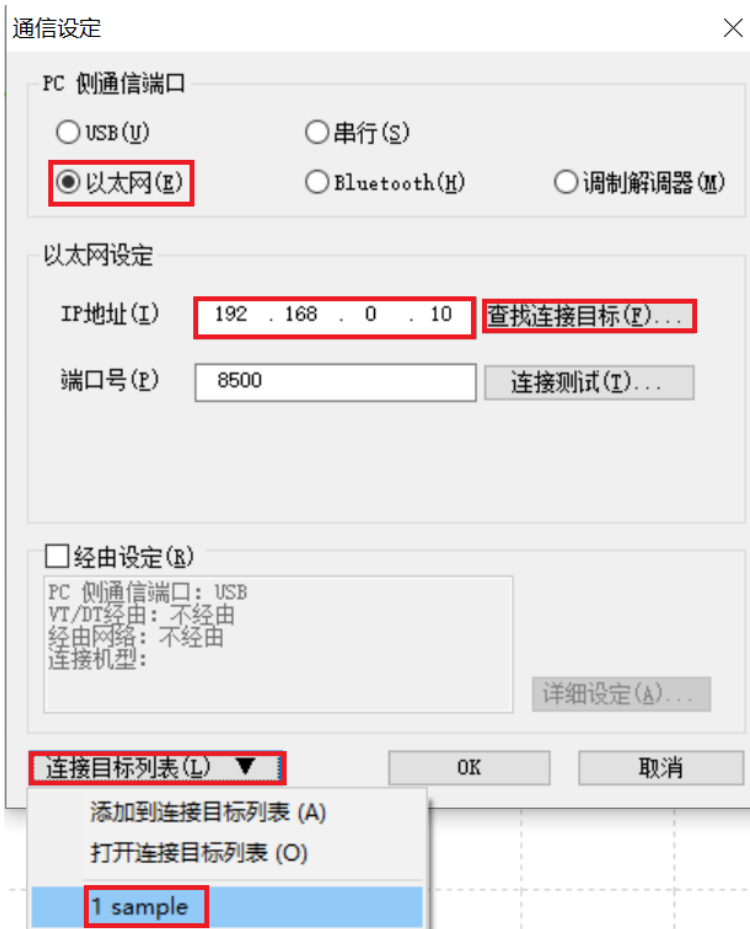 通信设定
PC 侧通信端口
USB(U) 串行(S)
以太网(E) Bluetooth(H) 调制解调器(M)
以太网设定
IP地址(I) 192 . 168 . 0 . 10 查找连接目标(F)...
端口号(P) 8500 连接测试(T)...
经由设定(R)
PC 侧通信端口: USB
VT/DT经由: 不经由
经由网络: 不经由
连接机型:
详细设定(A)...
连接目标列表(L) ▼ OK 取消
添加到连接目标列表 (A)
打开连接目标列表 (O)
1 sample